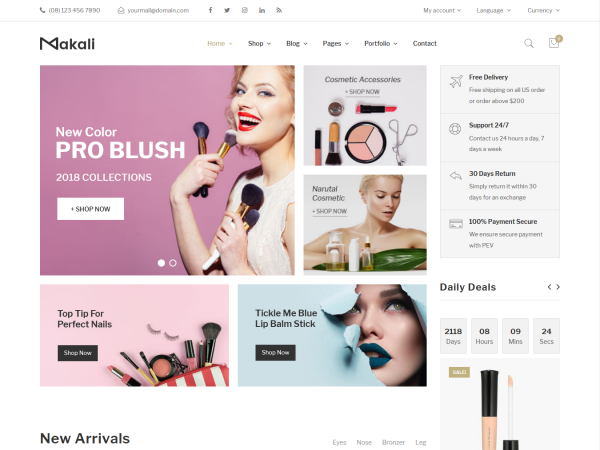 (08) 123 456 7890
yourmail@domain.com
My account
Language
Currency
Makali
Home
Shop
Blog
Pages
Portfolio
Contact
New Color
PRO BLUSH
2018 COLLECTIONS
+ SHOP NOW
Cosmetic Accessories
+ SHOP NOW
Narutal
Cosmetic
+ SHOP NOW
Free Delivery
Free shipping on all US order
or order above $200
Support 24/7
Contact us 24 hours a day, 7
days a week
30 Days Return
Simply return it within 30
days for an exchange
100% Payment Secure
We ensure secure payment
with PEV
Top Tip For
Perfect Nails
Shop Now
Tickle Me Blue
Lip Balm Stick
Shop Now
Daily Deals
2118
Days
08
Hours
09
Mins
24
Secs
SALE!
New Arrivals
Eyes
Nose
Bronzer
Leg